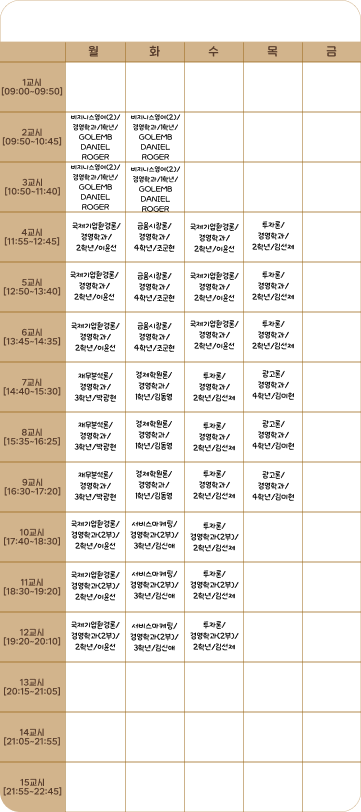 월 화 수 목 금
1교시
[09:00~09:50]
2교시
[09:50~10:45]
비지니스영어(2)/
경영학과/1학년/
GOLEMB
DANIEL
ROGER
비지니스영어(2)/
경영학과/1학년/
GOLEMB
DANIEL
ROGER
3교시
[10:50~11:40]
비지니스영어(2)/
경영학과/1학년/
GOLEMB
DANIEL
ROGER
비지니스영어(2)/
경영학과/1학년/
GOLEMB
DANIEL
ROGER
4교시
[11:55~12:45]
국제기업환경론/
경영학과/
2학년/이윤선
금융시장론/
경영학과/
4학년/조군현
국제기업환경론/
경영학과/
2학년/이윤선
투자론/
경영학과/
2학년/김선제
5교시
[12:50~13:40]
국제기업환경론/
경영학과/
2학년/이윤선
금융시장론/
경영학과/
4학년/조군현
국제기업환경론/
경영학과/
2학년/이윤선
투자론/
경영학과/
2학년/김선제
6교시
[13:45~14:35]
국제기업환경론/
경영학과/
2학년/이윤선
금융시장론/
경영학과/
4학년/조군현
국제기업환경론/
경영학과/
2학년/이윤선
투자론/
경영학과/
2학년/김선제
7교시
[14:40~15:30]
재무분석론/
경영학과/
3학년/박광현
경제학원론/
경영학과/
1학년/김동영
투자론/
경영학과/
2학년/김선제
광고론/
경영학과/
4학년/김미현
8교시
[15:35~16:25]
재무분석론/
경영학과/
3학년/박광현
경제학원론/
경영학과/
1학년/김동영
투자론/
경영학과/
2학년/김선제
광고론/
경영학과/
4학년/김미현
9교시
[16:30~17:20]
재무분석론/
경영학과/
3학년/박광현
경제학원론/
경영학과/
1학년/김동영
투자론/
경영학과/
2학년/김선제
광고론/
경영학과/
4학년/김미현
10교시
[17:40~18:30]
국제기업환경론/
경영학과(2부)/
2학년/이윤선
서비스마케팅/
경영학과(2부)/
3학년/김신애
투자론/
경영학과(2부)/
2학년/김선제
11교시
[18:30~19:20]
국제기업환경론/
경영학과(2부)/
2학년/이윤선
서비스마케팅/
경영학과(2부)/
3학년/김신애
투자론/
경영학과(2부)/
2학년/김선제
12교시
[19:20~20:10]
국제기업환경론/
경영학과(2부)/
2학년/이윤선
서비스마케팅/
경영학과(2부)/
3학년/김신애
투자론/
경영학과(2부)/
2학년/김선제
13교시
[20:15~21:05]
14교시
[21:05~21:55]
15교시
[21:55~22:45]